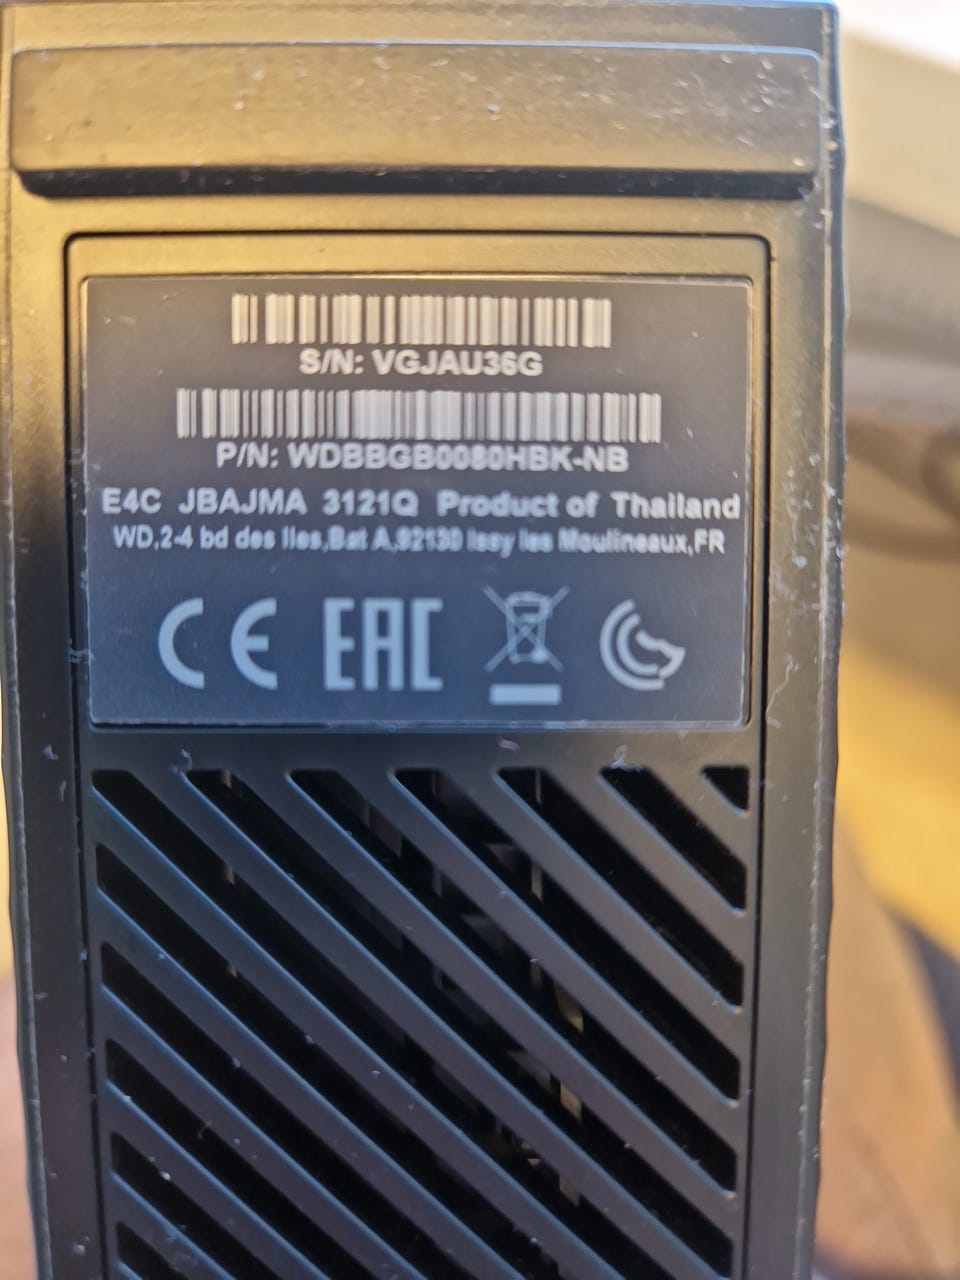 S/N: VGJAU36G
P/N: WDBBGB0080HBK-NB
E4C JBAJMA 3121Q Product of Thailand
WD,2-4 bd des Iles,Bat A,92130 Issy les Moulineaux,FR
CE EAC